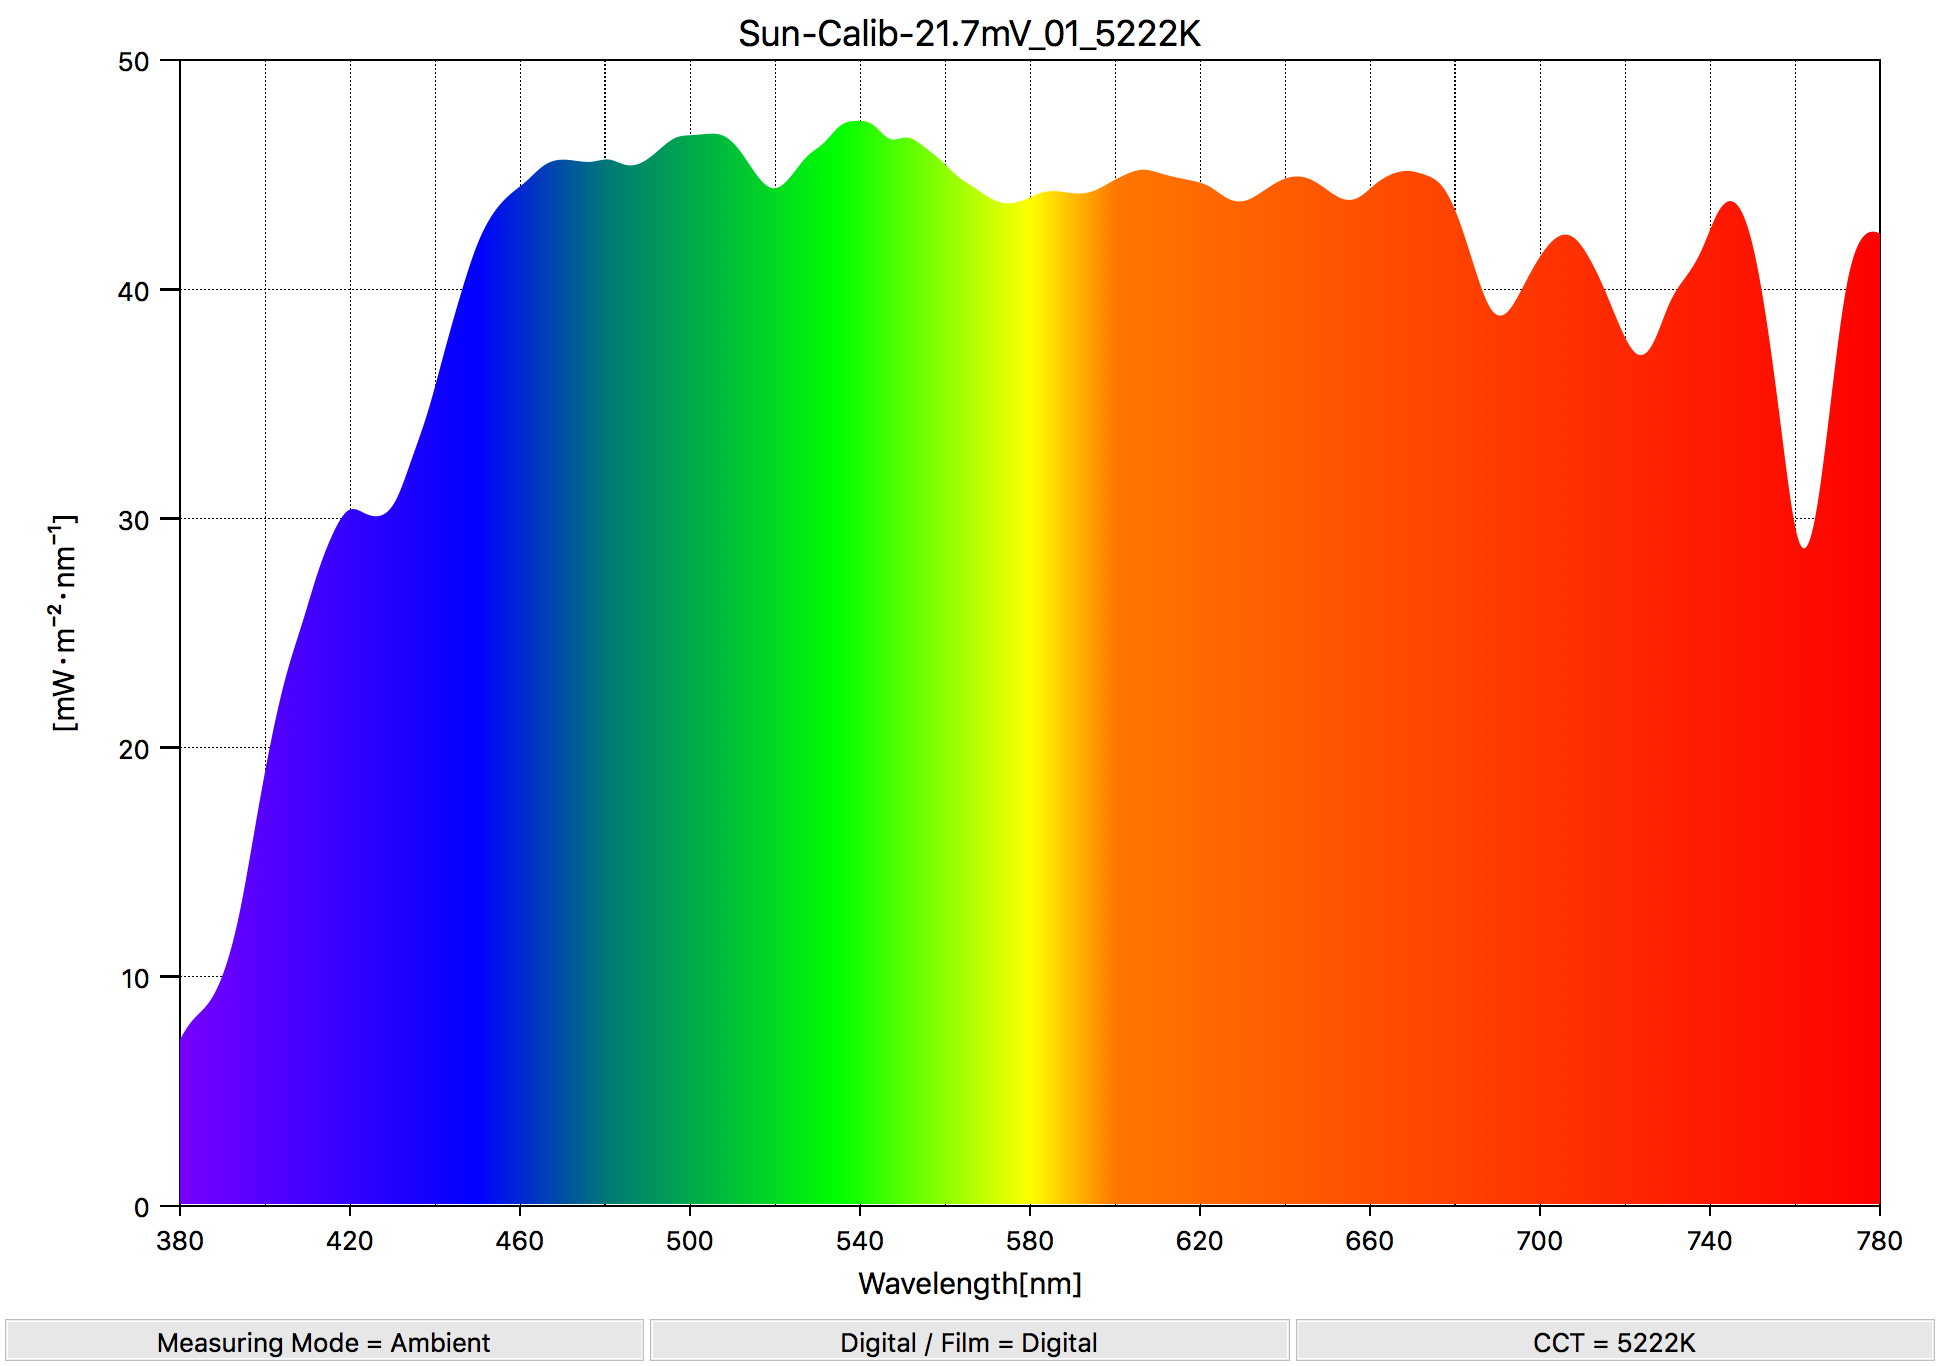 Sun-Calib-21.7mV_01_5222K
50
40
30
20
10
0
[mW·m⁻²·nm⁻¹]
380 420 460 500 540 580 620 660 700 740 780
Wavelength[nm]
Measuring Mode = Ambient
Digital / Film = Digital
CCT = 5222K